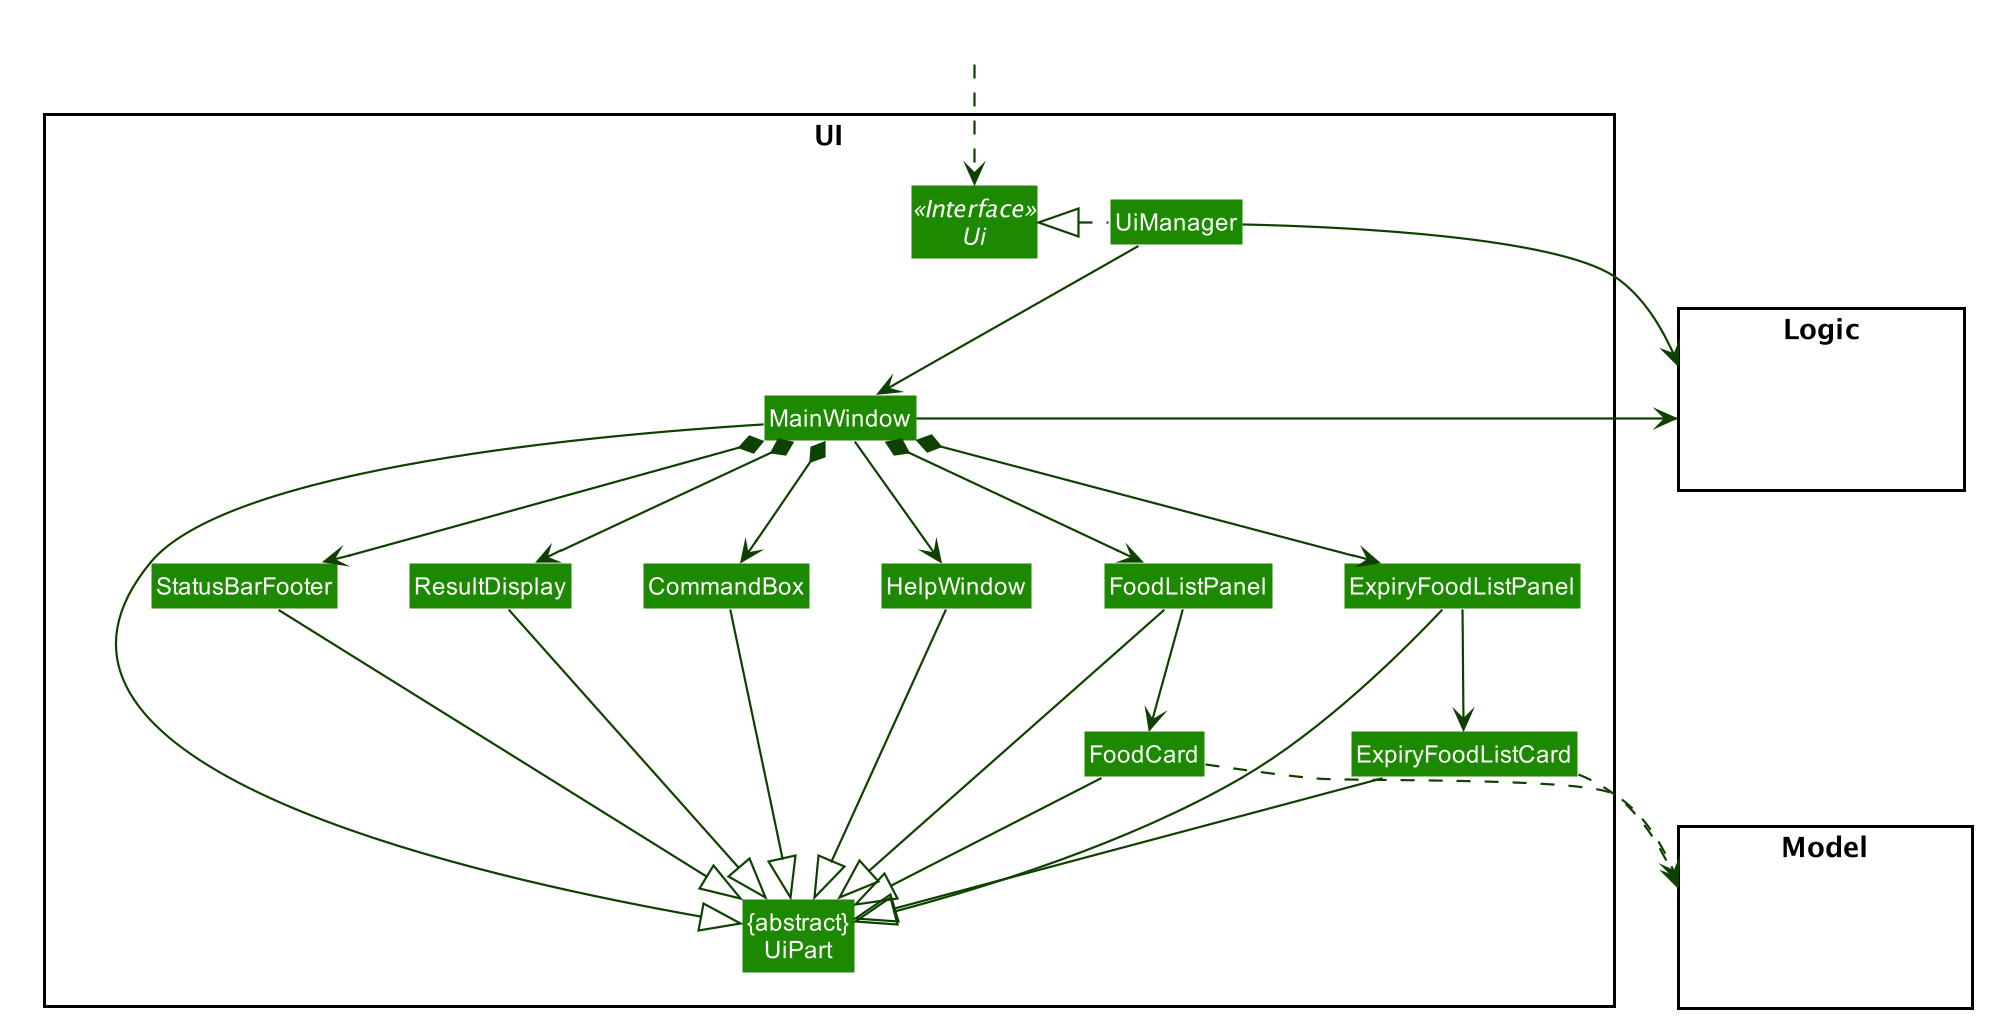 UI
«Interface»
Ui
UiManager
Logic
MainWindow
StatusBarFooter
ResultDisplay
CommandBox
HelpWindow
FoodListPanel
ExpiryFoodListPanel
FoodCard
ExpiryFoodListCard
Model
{abstract}
UiPart